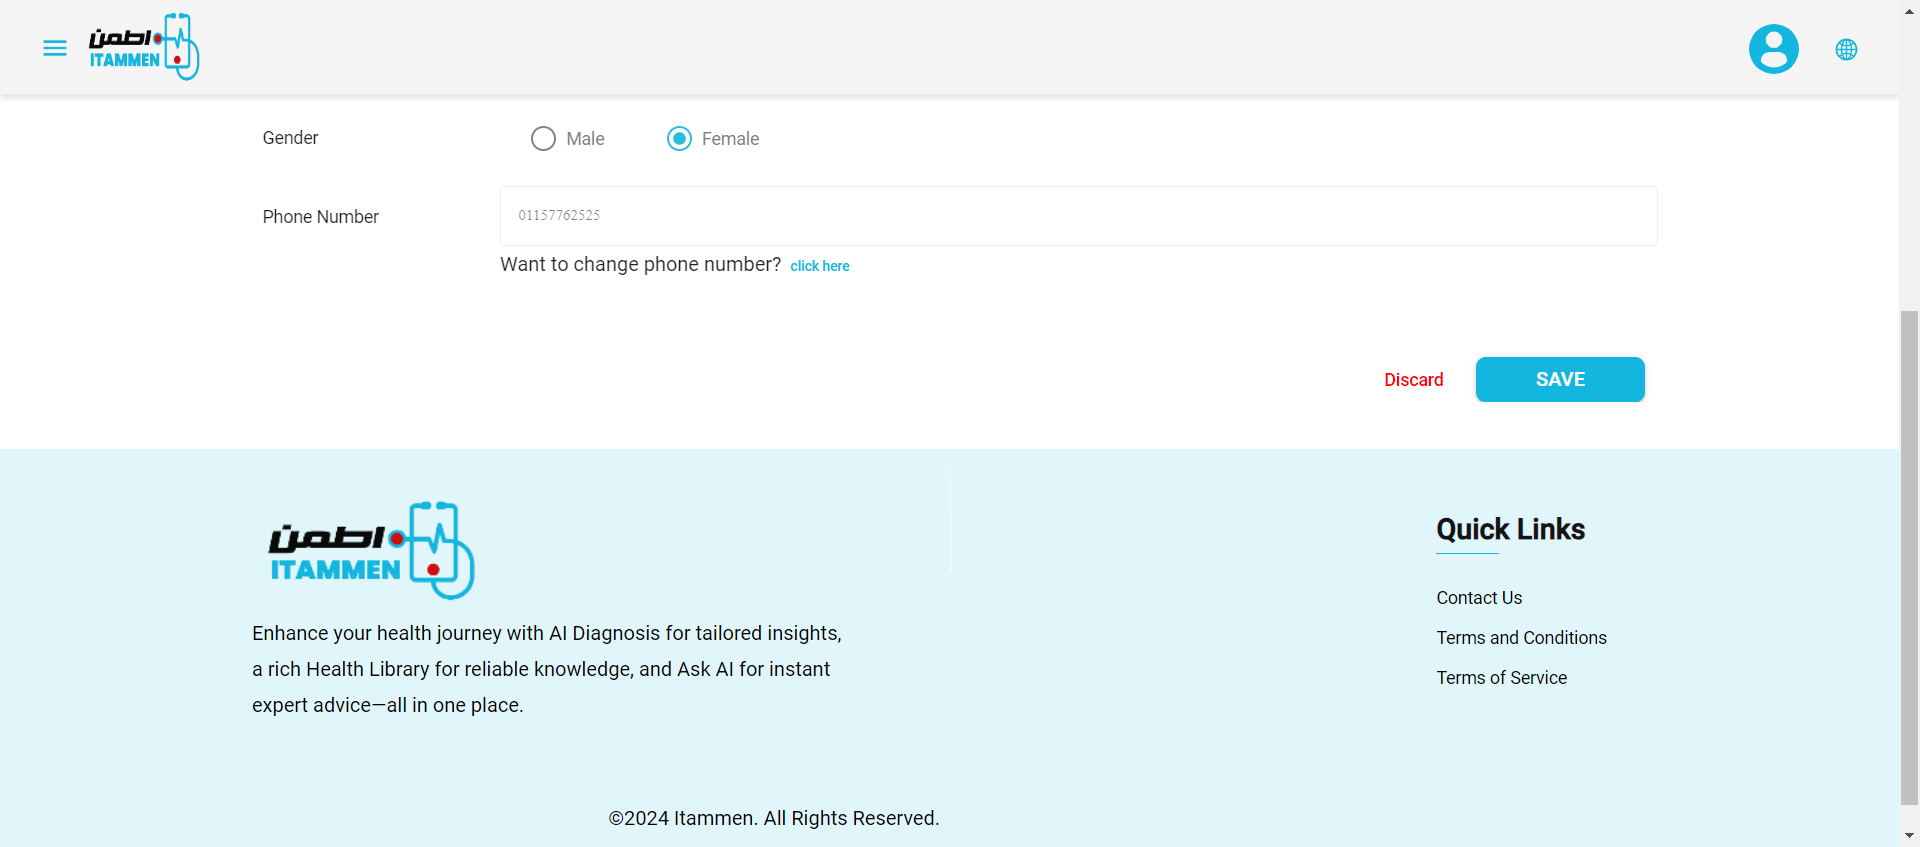 اطمن
ITAMMEN
Gender
Male
Female
Phone Number
01157762525
Want to change phone number? click here
Discard
SAVE
اطمن
ITAMMEN
Enhance your health journey with AI Diagnosis for tailored insights,
a rich Health Library for reliable knowledge, and Ask AI for instant
expert advice—all in one place.
Quick Links
Contact Us
Terms and Conditions
Terms of Service
©2024 Itammen. All Rights Reserved.